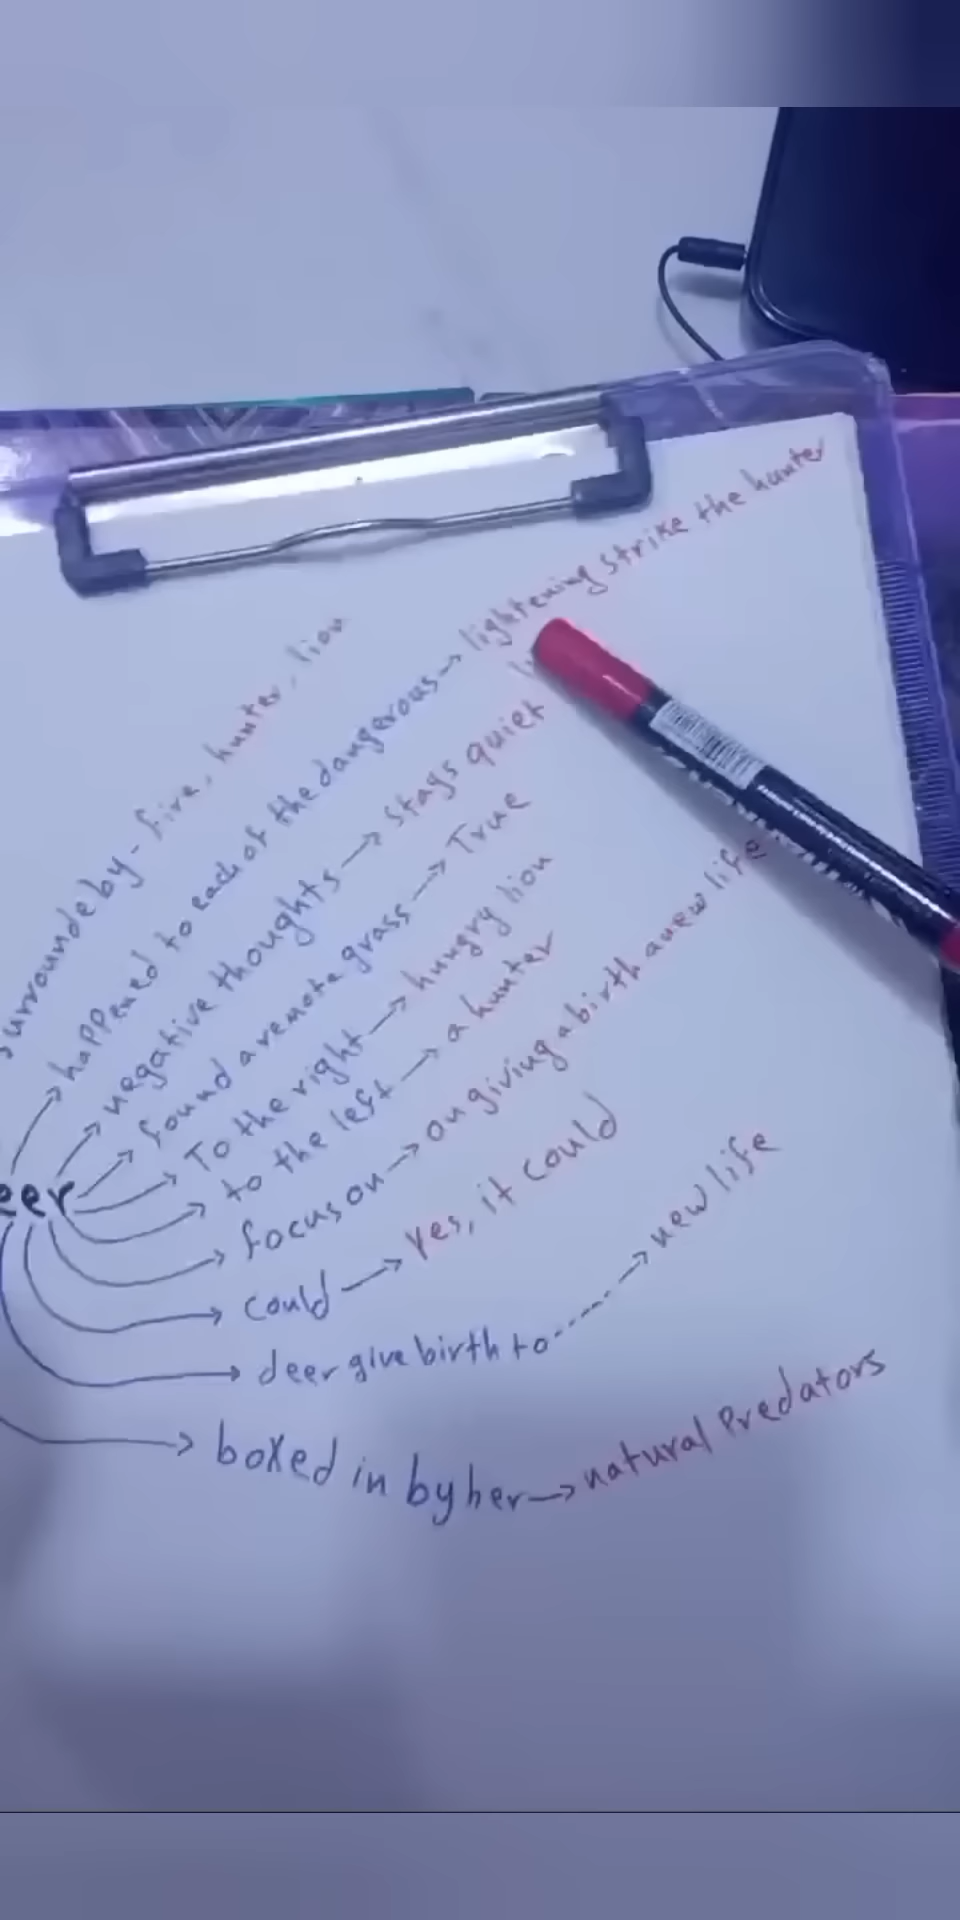 surrounde by - fire, hunter, lion
happened to each of the dangerous → lightening strike the hunter
negative thoughts → stags quiet
found a remote grass → True
To the right → hungry lion
to the left → a hunter
focus on → on giving a birth a new life
could → yes, it could
deer give birth to ----→ new life
boxed in by her → natural Predators
eer